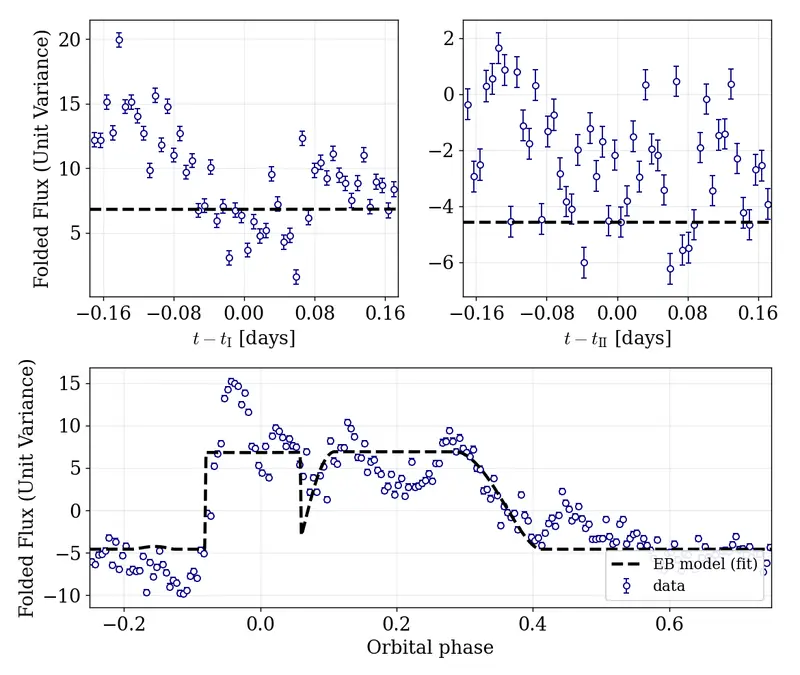 Folded Flux (Unit Variance)
20
15
10
5
−0.16 −0.08 0.00 0.08 0.16
t − tI [days]
2
0
−2
−4
−6
−0.16 −0.08 0.00 0.08 0.16
t − tII [days]
Folded Flux (Unit Variance)
15
10
5
0
−5
−10
−0.2 0.0 0.2 0.4 0.6
Orbital phase
EB model (fit)
data